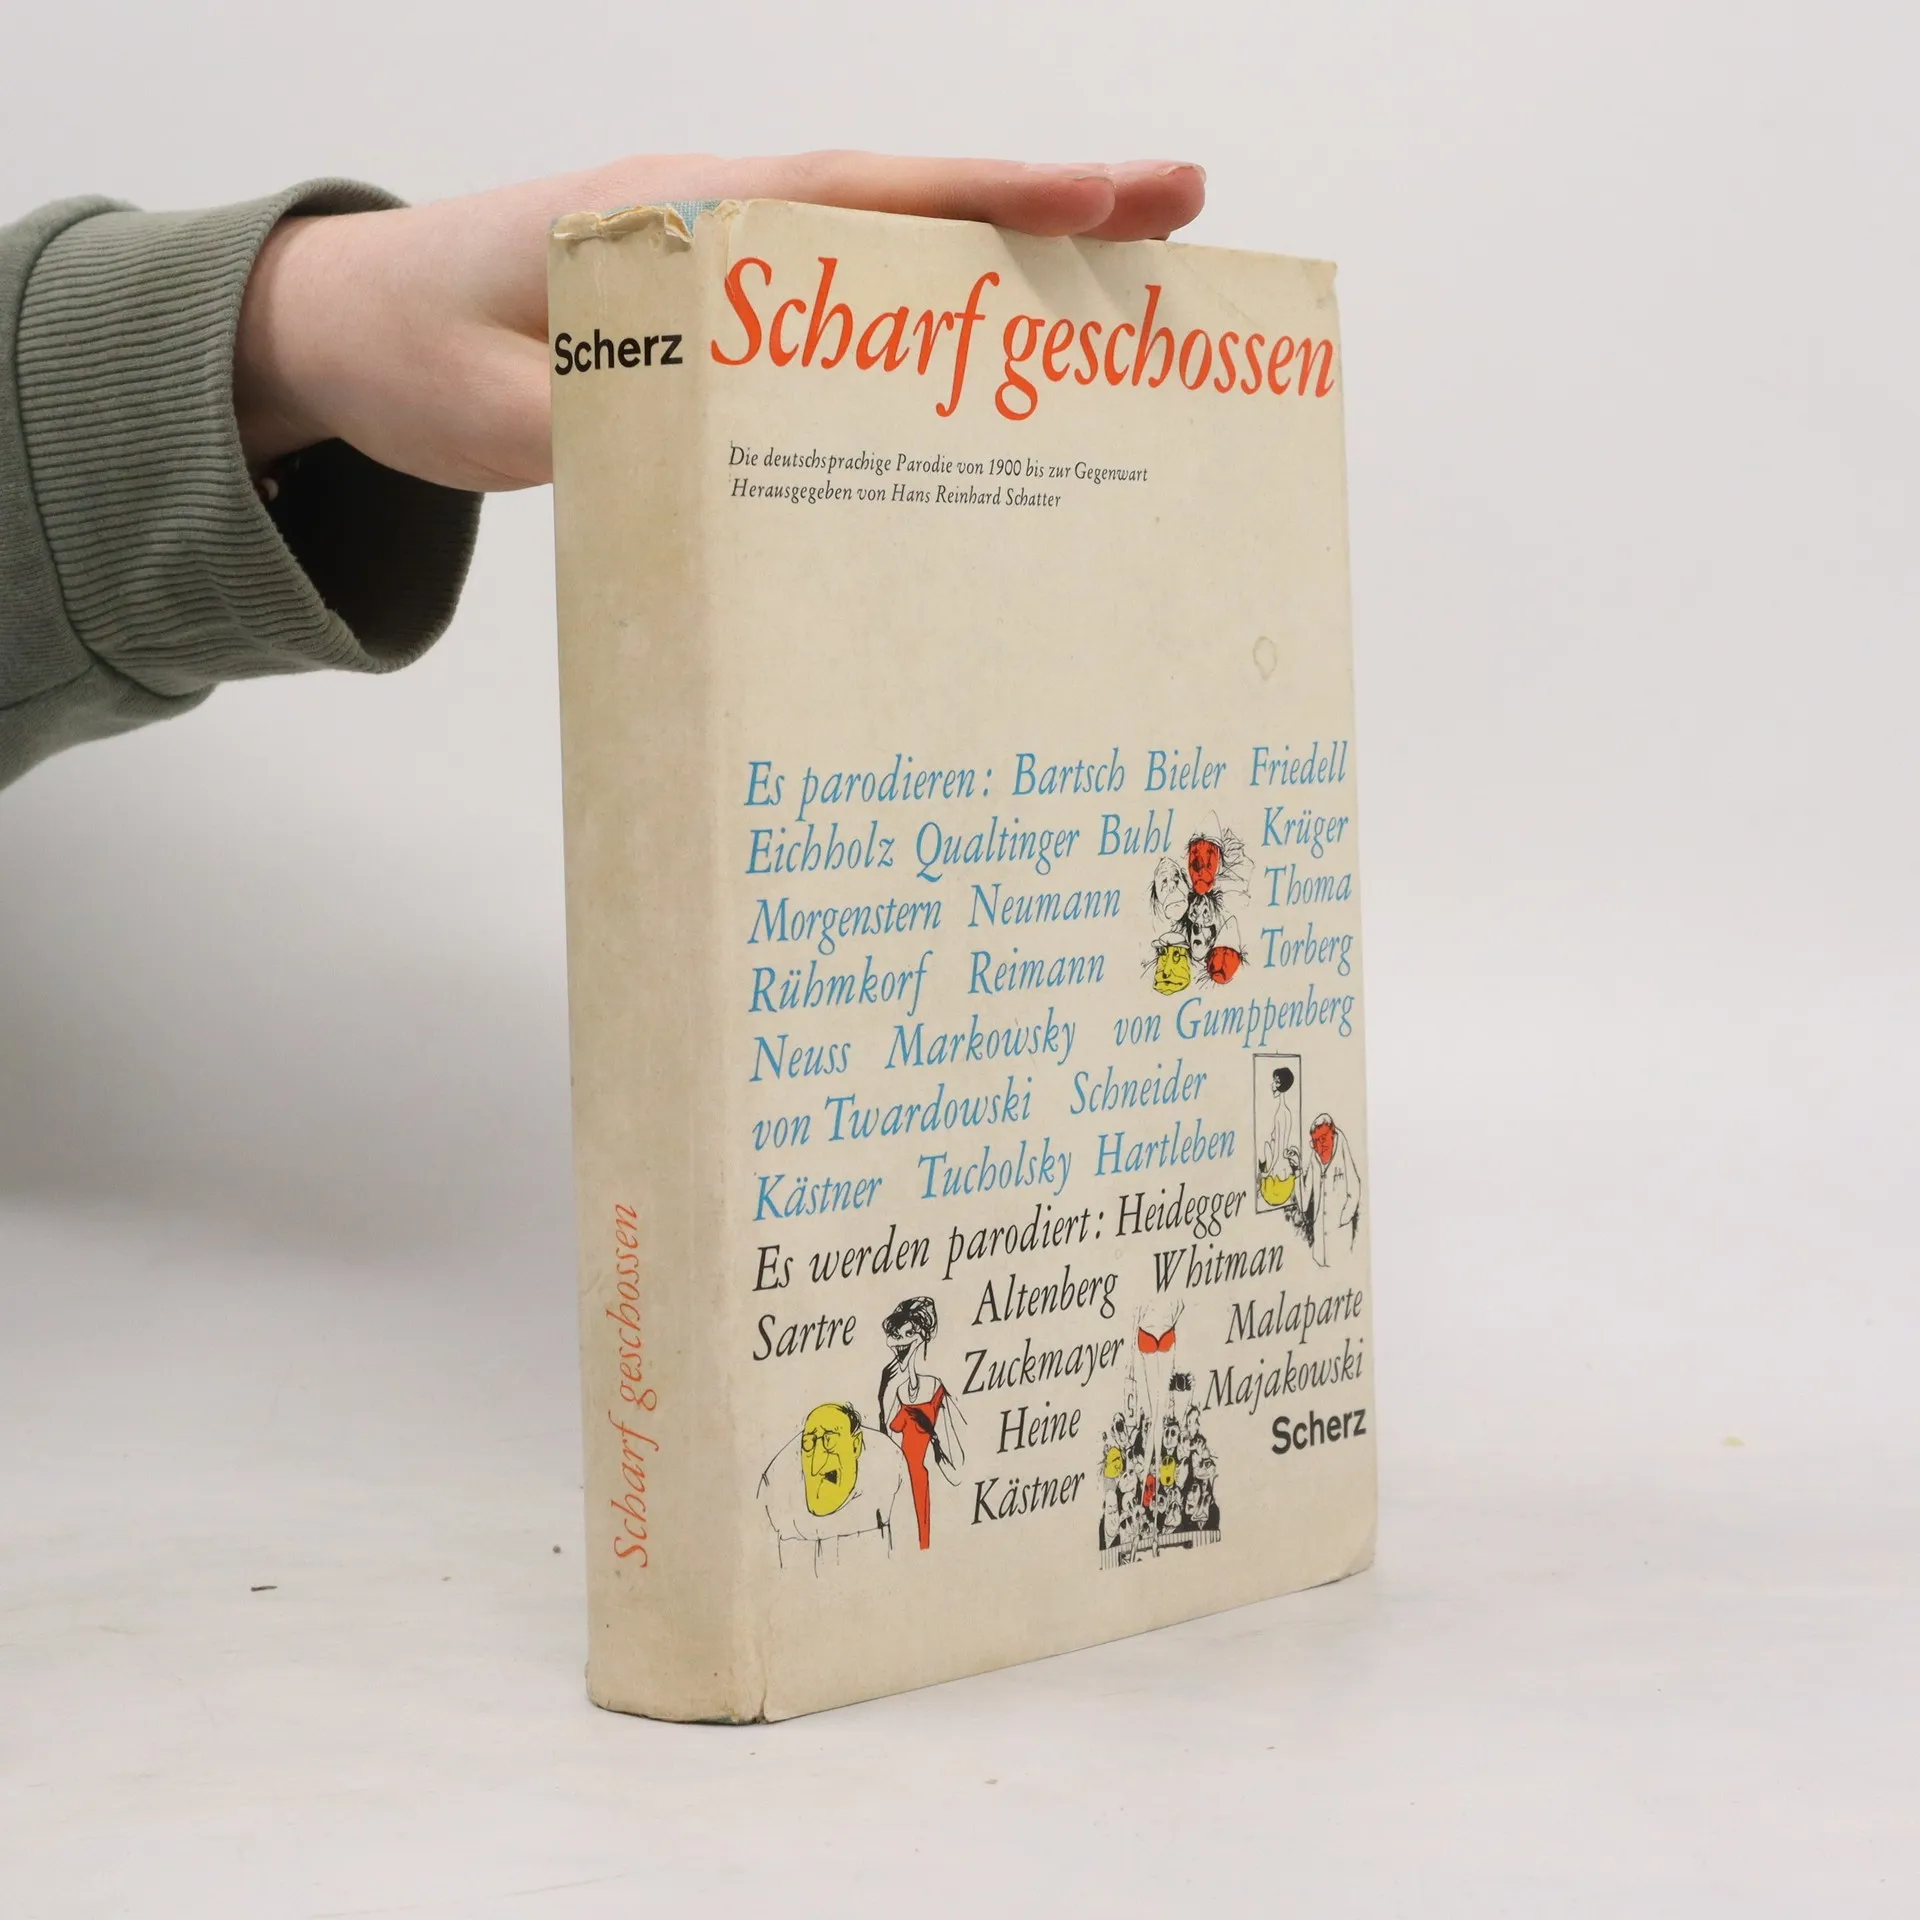 Scherz
Scharf geschossen
Scharf geschossen
Die deutschsprachige Parodie von 1900 bis zur Gegenwart
Herausgegeben von Hans Reinhard Schatter
Es parodieren: Bartsch Bieler Friedell
Eichholz Qualtinger Buhl Krüger
Morgenstern Neumann Thoma
Rühmkorf Reimann Torberg
Neuss Markowsky von Gumppenberg
von Twardowski Schneider
Kästner Tucholsky Hartleben
Es werden parodiert: Heidegger
Sartre Altenberg Whitman
Zuckmayer Malaparte
Heine Majakowski
Kästner
Scherz